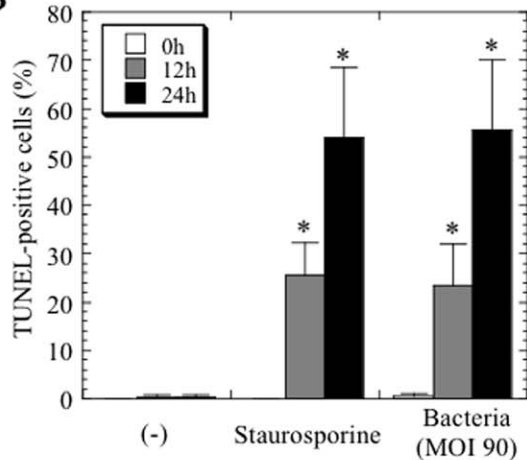 80
70
60
50
40
30
20
10
0
TUNEL-positive cells (%)
0h
12h
24h
*
*
*
*
(-)
Staurosporine
Bacteria
(MOI 90)